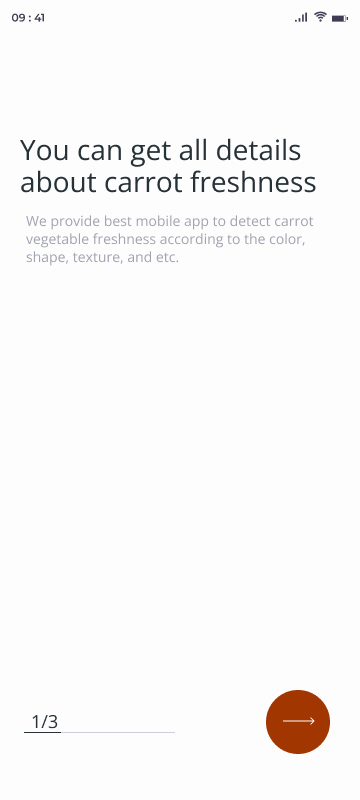 09 : 41
You can get all details
about carrot freshness
We provide best mobile app to detect carrot
vegetable freshness according to the color,
shape, texture, and etc.
1/3